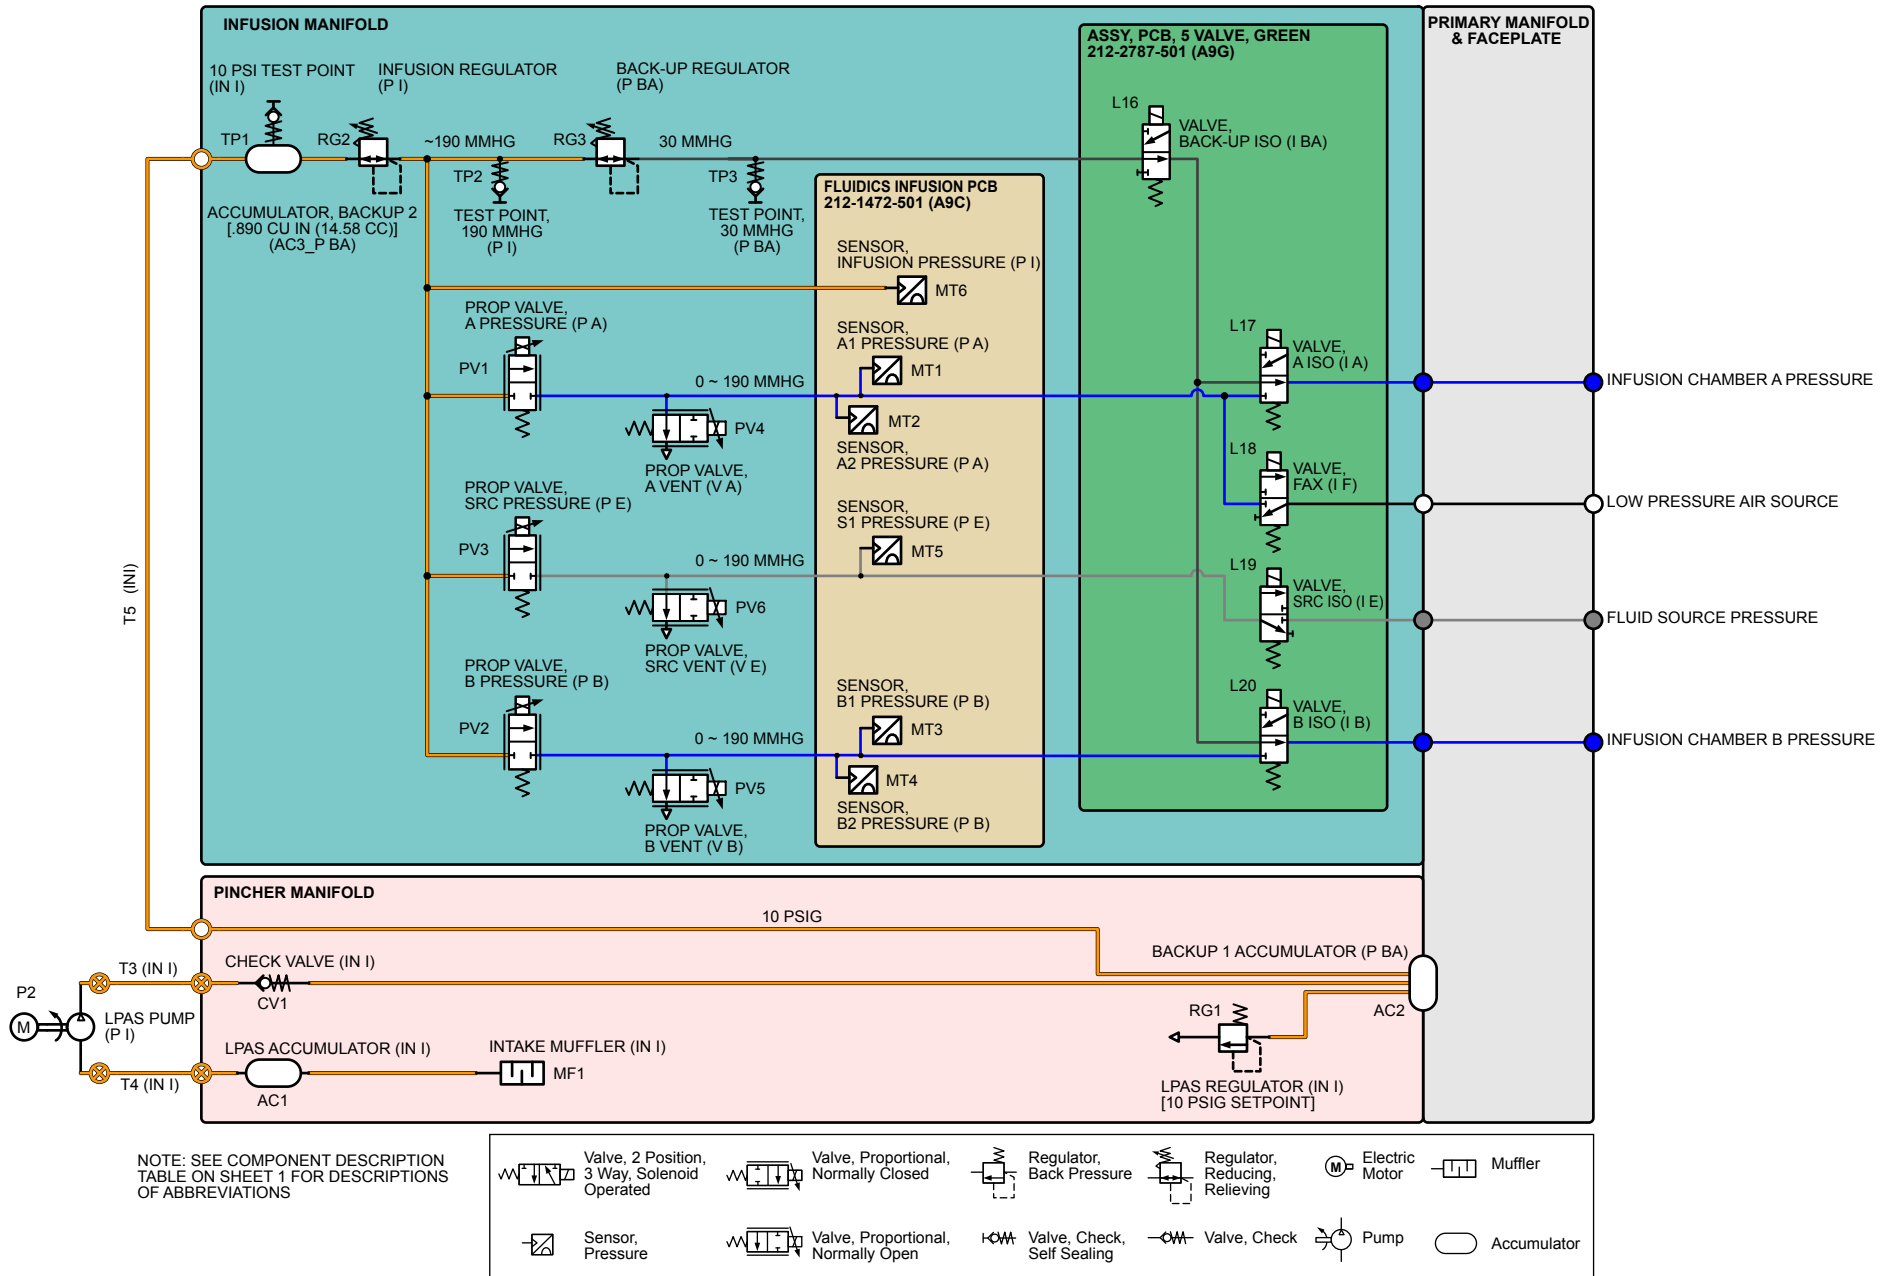 INFUSION MANIFOLD
PRIMARY MANIFOLD
& FACEPLATE
ASSY, PCB, 5 VALVE, GREEN
212-2787-501 (A9G)
10 PSI TEST POINT
(IN I)
INFUSION REGULATOR
(P I)
BACK-UP REGULATOR
(P BA)
TP1
RG2
~190 MMHG
RG3
30 MMHG
L16
VALVE,
BACK-UP ISO (I BA)
TP2
TP3
ACCUMULATOR, BACKUP 2
[.890 CU IN (14.58 CC)]
(AC3_P BA)
TEST POINT,
190 MMHG
(P I)
TEST POINT,
30 MMHG
(P BA)
FLUIDICS INFUSION PCB
212-1472-501 (A9C)
SENSOR,
INFUSION PRESSURE (P I)
MT6
PROP VALVE,
A PRESSURE (P A)
PV1
0 ~ 190 MMHG
SENSOR,
A1 PRESSURE (P A)
MT1
L17
VALVE,
A ISO (I A)
INFUSION CHAMBER A PRESSURE
PV4
MT2
PROP VALVE,
A VENT (V A)
SENSOR,
A2 PRESSURE (P A)
L18
VALVE,
FAX (I F)
LOW PRESSURE AIR SOURCE
PROP VALVE,
SRC PRESSURE (P E)
PV3
0 ~ 190 MMHG
SENSOR,
S1 PRESSURE (P E)
MT5
L19
VALVE,
SRC ISO (I E)
FLUID SOURCE PRESSURE
PV6
PROP VALVE,
SRC VENT (V E)
T5 (INI)
PROP VALVE,
B PRESSURE (P B)
PV2
0 ~ 190 MMHG
SENSOR,
B1 PRESSURE (P B)
MT3
L20
VALVE,
B ISO (I B)
INFUSION CHAMBER B PRESSURE
PV5
MT4
PROP VALVE,
B VENT (V B)
SENSOR,
B2 PRESSURE (P B)
PINCHER MANIFOLD
10 PSIG
BACKUP 1 ACCUMULATOR (P BA)
T3 (IN I)
CHECK VALVE (IN I)
CV1
P2
M
LPAS PUMP
(P I)
RG1
AC2
LPAS ACCUMULATOR (IN I)
INTAKE MUFFLER (IN I)
T4 (IN I)
AC1
MF1
LPAS REGULATOR (IN I)
[10 PSIG SETPOINT]
NOTE: SEE COMPONENT DESCRIPTION
TABLE ON SHEET 1 FOR DESCRIPTIONS
OF ABBREVIATIONS
Valve, 2 Position,
3 Way, Solenoid
Operated
Valve, Proportional,
Normally Closed
Regulator,
Back Pressure
Regulator,
Reducing,
Relieving
M
Electric
Motor
Muffler
Sensor,
Pressure
Valve, Proportional,
Normally Open
Valve, Check,
Self Sealing
Valve, Check
Pump
Accumulator